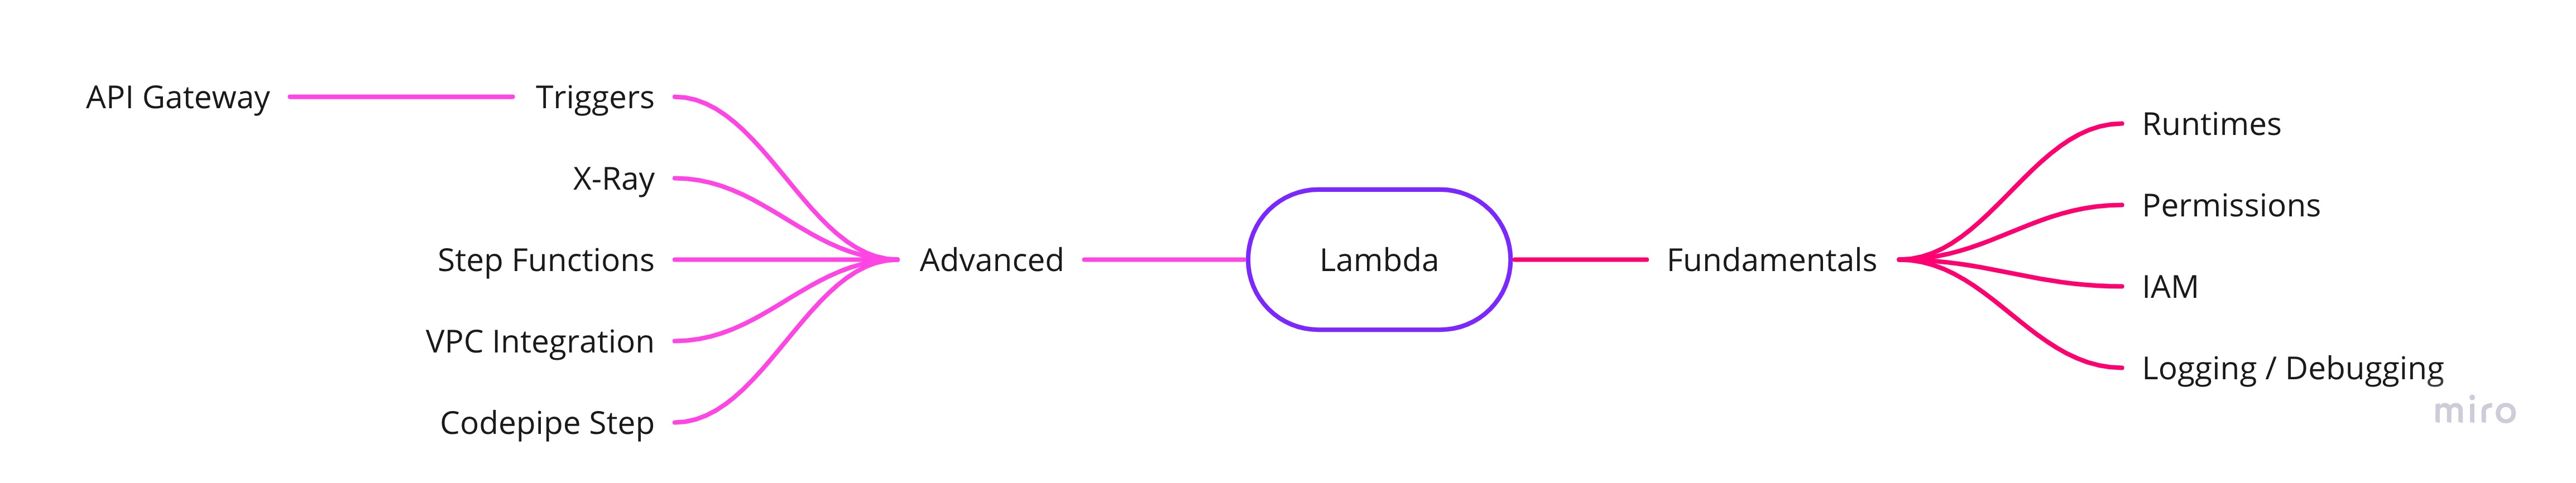 API Gateway
Triggers
X-Ray
Step Functions
VPC Integration
Codepipe Step
Advanced
Lambda
Fundamentals
Runtimes
Permissions
IAM
Logging / Debugging
miro